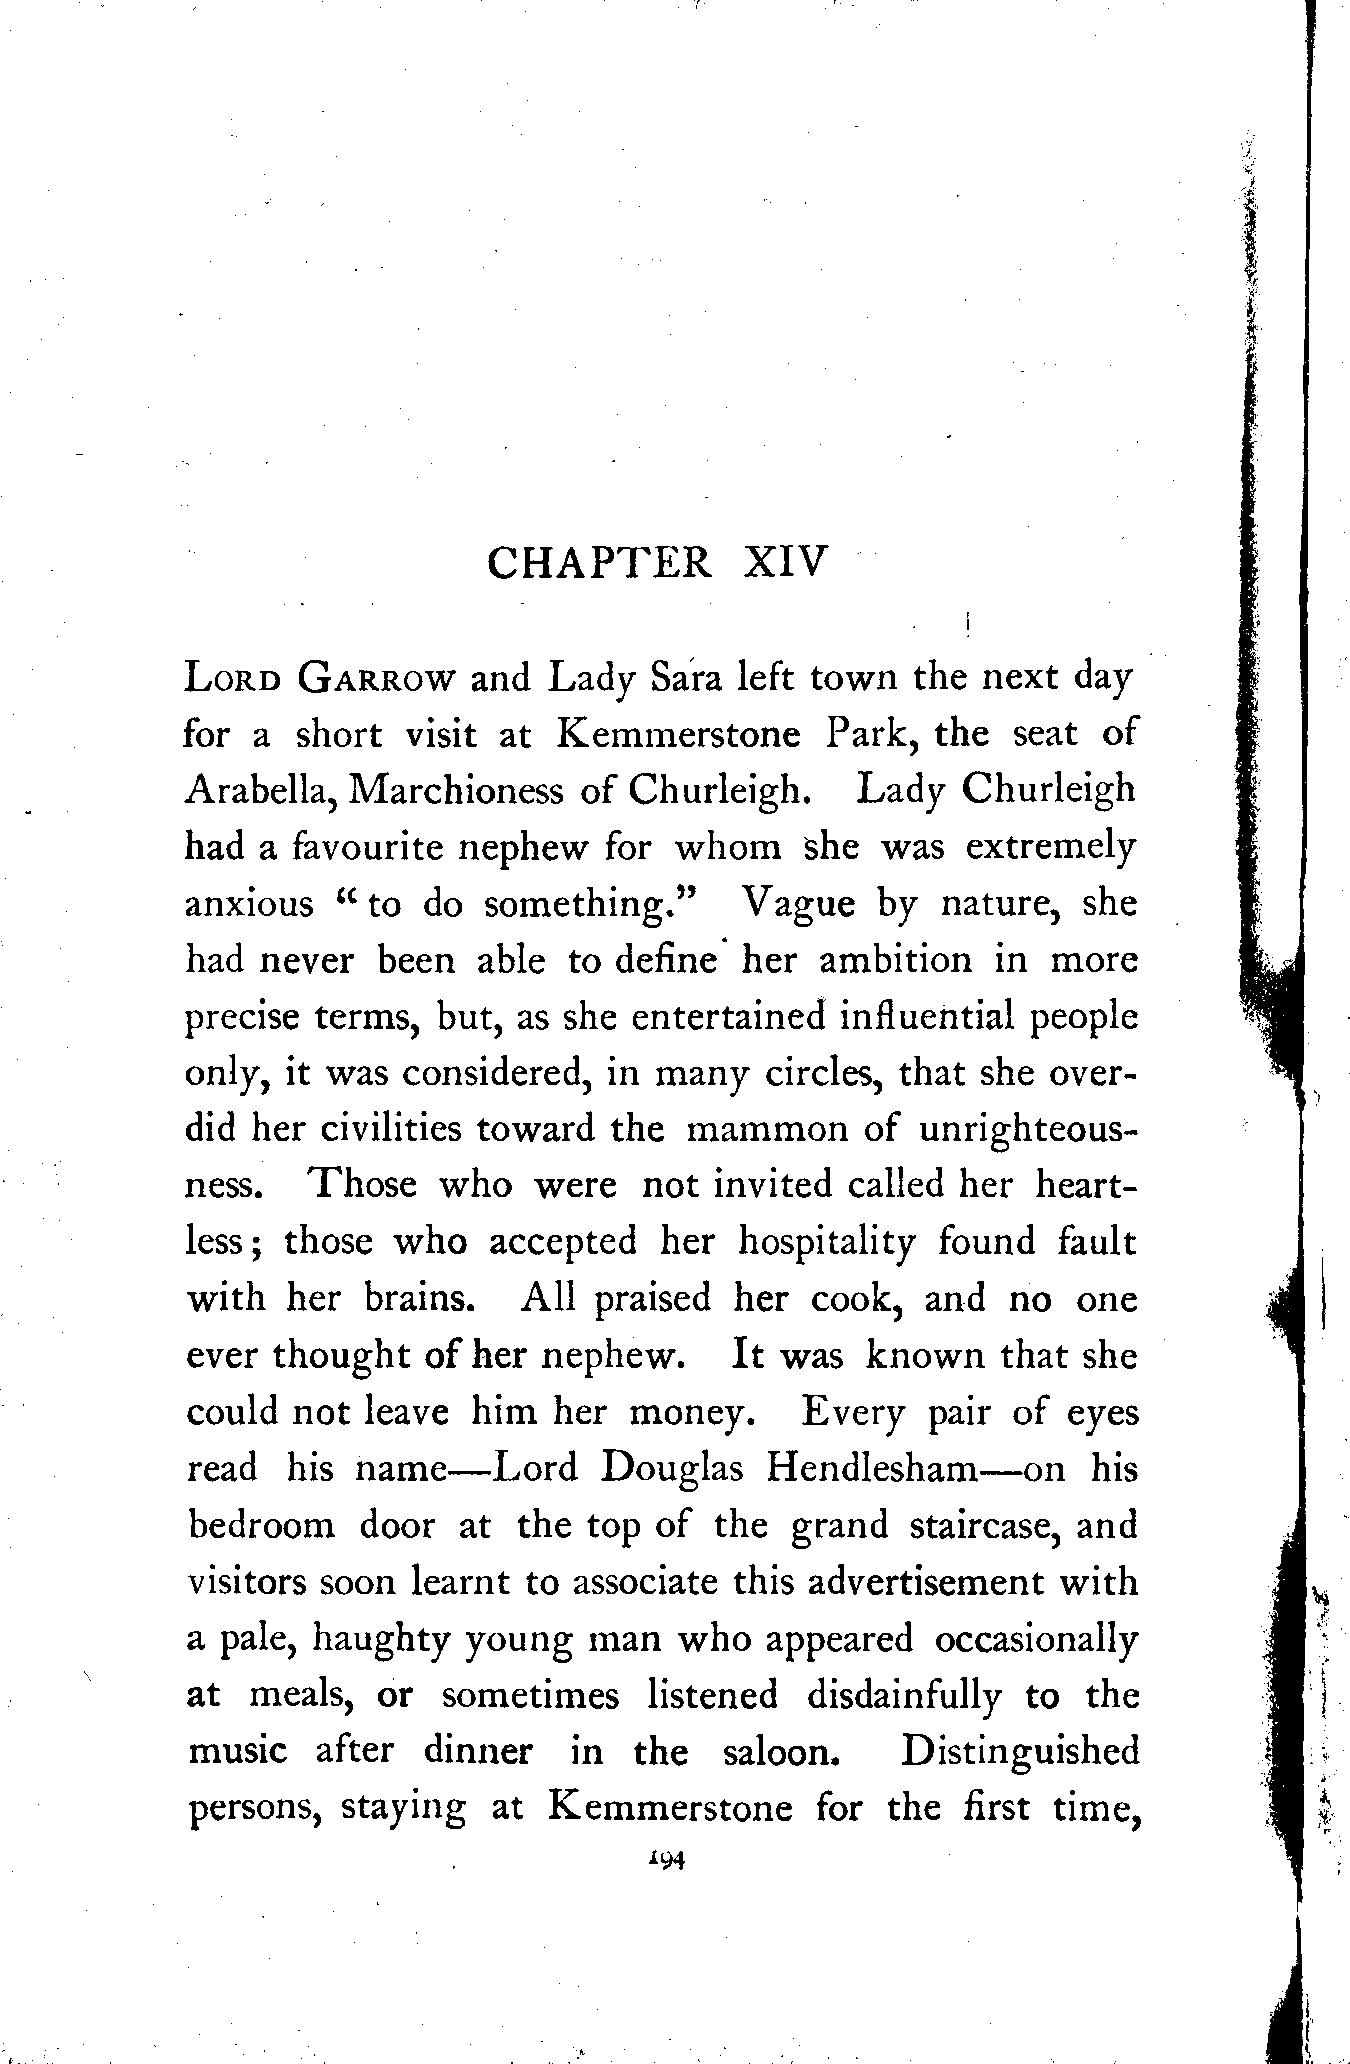 CHAPTER XIV
LORD GARROW and Lady Sara left town the next day
for a short visit at Kemmerstone Park, the seat of
Arabella, Marchioness of Churleigh. Lady Churleigh
had a favourite nephew for whom she was extremely
anxious “ to do something.” Vague by nature, she
had never been able to define her ambition in more
precise terms, but, as she entertained influential people
only, it was considered, in many circles, that she over-
did her civilities toward the mammon of unrighteous-
ness. Those who were not invited called her heart-
less ; those who accepted her hospitality found fault
with her brains. All praised her cook, and no one
ever thought of her nephew. It was known that she
could not leave him her money. Every pair of eyes
read his name—Lord Douglas Hendlesham—on his
bedroom door at the top of the grand staircase, and
visitors soon learnt to associate this advertisement with
a pale, haughty young man who appeared occasionally
at meals, or sometimes listened disdainfully to the
music after dinner in the saloon. Distinguished
persons, staying at Kemmerstone for the first time,
194